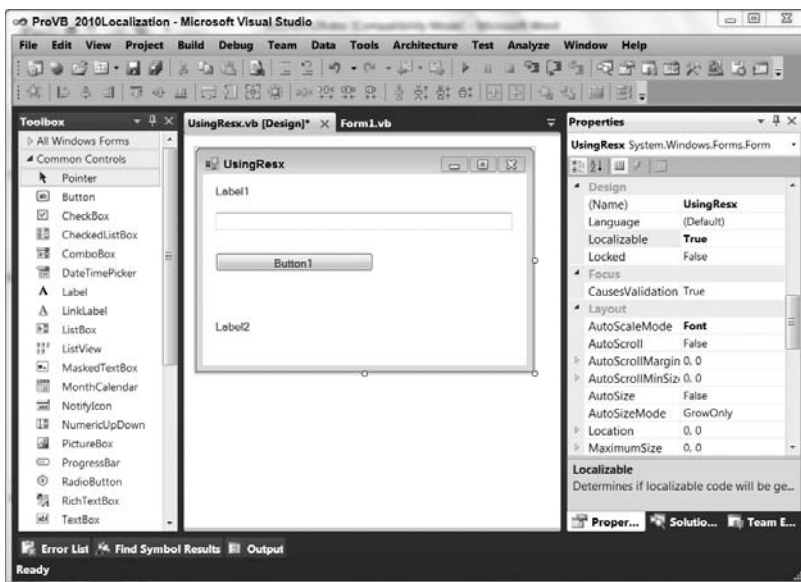 ProVB_2010Localization - Microsoft Visual Studio
File Edit View Project Build Debug Team Data Tools Architecture Test Analyze Window Help
Toolbox
All Windows Forms
Common Controls
Pointer
Button
CheckBox
CheckedListBox
ComboBox
DateTimePicker
Label
LinkLabel
ListBox
ListView
MaskedTextBox
MonthCalendar
NotifyIcon
NumericUpDown
PictureBox
ProgressBar
RadioButton
RichTextBox
TextBox
UsingResx.vb [Design]* Form1.vb
UsingResx
Label1
Button1
Label2
Properties
UsingResx System.Windows.Forms.Form
Design
(Name) UsingResx
Language (Default)
Localizable True
Locked False
Focus
CausesValidation True
Layout
AutoScaleMode Font
AutoScroll False
AutoScrollMargin 0, 0
AutoScrollMinSiz 0, 0
AutoSize False
AutoSizeMode GrowOnly
Location 0, 0
MaximumSize 0, 0
Localizable
Determines if localizable code will be ge...
Proper... Solutio... Team E...
Error List Find Symbol Results Output
Ready